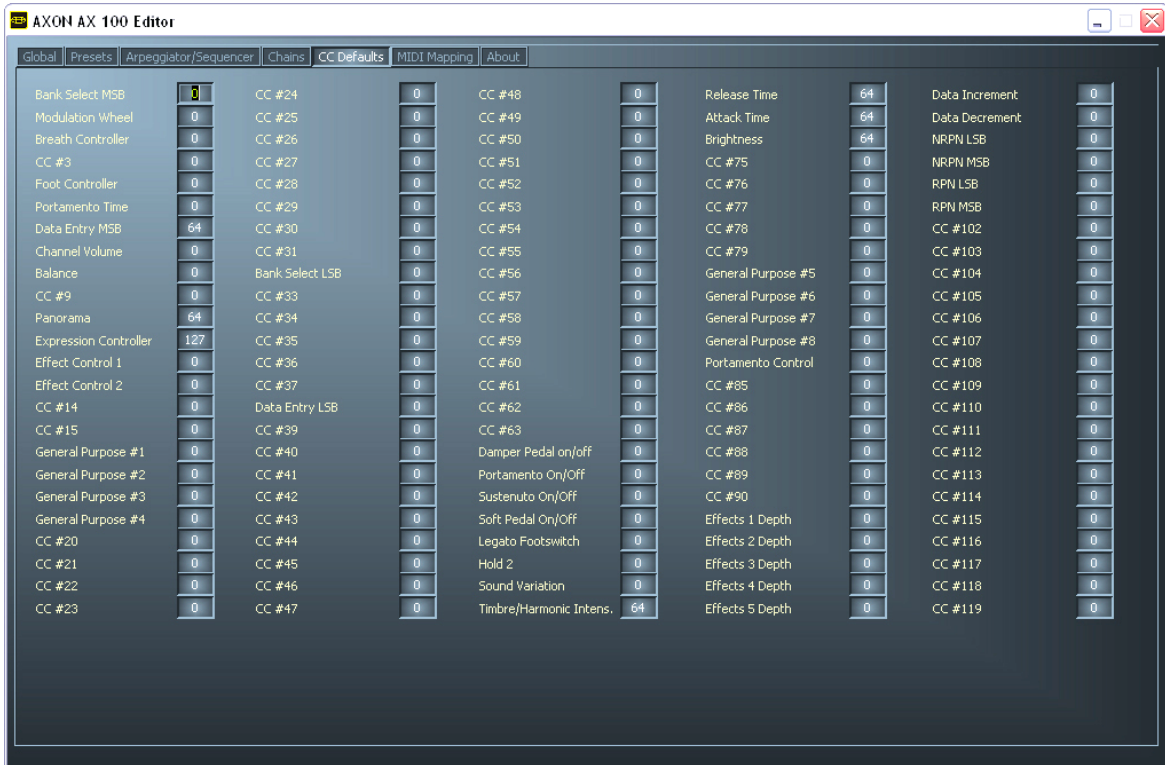 AXON AX 100 Editor
Global Presets Arpeggiator/Sequencer Chains CC Defaults MIDI Mapping About
Bank Select MSB 0 CC #24 0 CC #48 0 Release Time 64 Data Increment 0
Modulation Wheel 0 CC #25 0 CC #49 0 Attack Time 64 Data Decrement 0
Breath Controller 0 CC #26 0 CC #50 0 Brightness 64 NRPN LSB 0
CC #3 0 CC #27 0 CC #51 0 CC #75 0 NRPN MSB 0
Foot Controller 0 CC #28 0 CC #52 0 CC #76 0 RPN LSB 0
Portamento Time 0 CC #29 0 CC #53 0 CC #77 0 RPN MSB 0
Data Entry MSB 64 CC #30 0 CC #54 0 CC #78 0 CC #102 0
Channel Volume 0 CC #31 0 CC #55 0 CC #79 0 CC #103 0
Balance 0 Bank Select LSB 0 CC #56 0 General Purpose #5 0 CC #104 0
CC #9 0 CC #33 0 CC #57 0 General Purpose #6 0 CC #105 0
Panorama 64 CC #34 0 CC #58 0 General Purpose #7 0 CC #106 0
Expression Controller 127 CC #35 0 CC #59 0 General Purpose #8 0 CC #107 0
Effect Control 1 0 CC #36 0 CC #60 0 Portamento Control 0 CC #108 0
Effect Control 2 0 CC #37 0 CC #61 0 CC #85 0 CC #109 0
CC #14 0 Data Entry LSB 0 CC #62 0 CC #86 0 CC #110 0
CC #15 0 CC #39 0 CC #63 0 CC #87 0 CC #111 0
General Purpose #1 0 CC #40 0 Damper Pedal on/off 0 CC #88 0 CC #112 0
General Purpose #2 0 CC #41 0 Portamento On/Off 0 CC #89 0 CC #113 0
General Purpose #3 0 CC #42 0 Sustenuto On/Off 0 CC #90 0 CC #114 0
General Purpose #4 0 CC #43 0 Soft Pedal On/Off 0 Effects 1 Depth 0 CC #115 0
CC #20 0 CC #44 0 Legato Footswitch 0 Effects 2 Depth 0 CC #116 0
CC #21 0 CC #45 0 Hold 2 0 Effects 3 Depth 0 CC #117 0
CC #22 0 CC #46 0 Sound Variation 0 Effects 4 Depth 0 CC #118 0
CC #23 0 CC #47 0 Timbre/Harmonic Intens. 64 Effects 5 Depth 0 CC #119 0